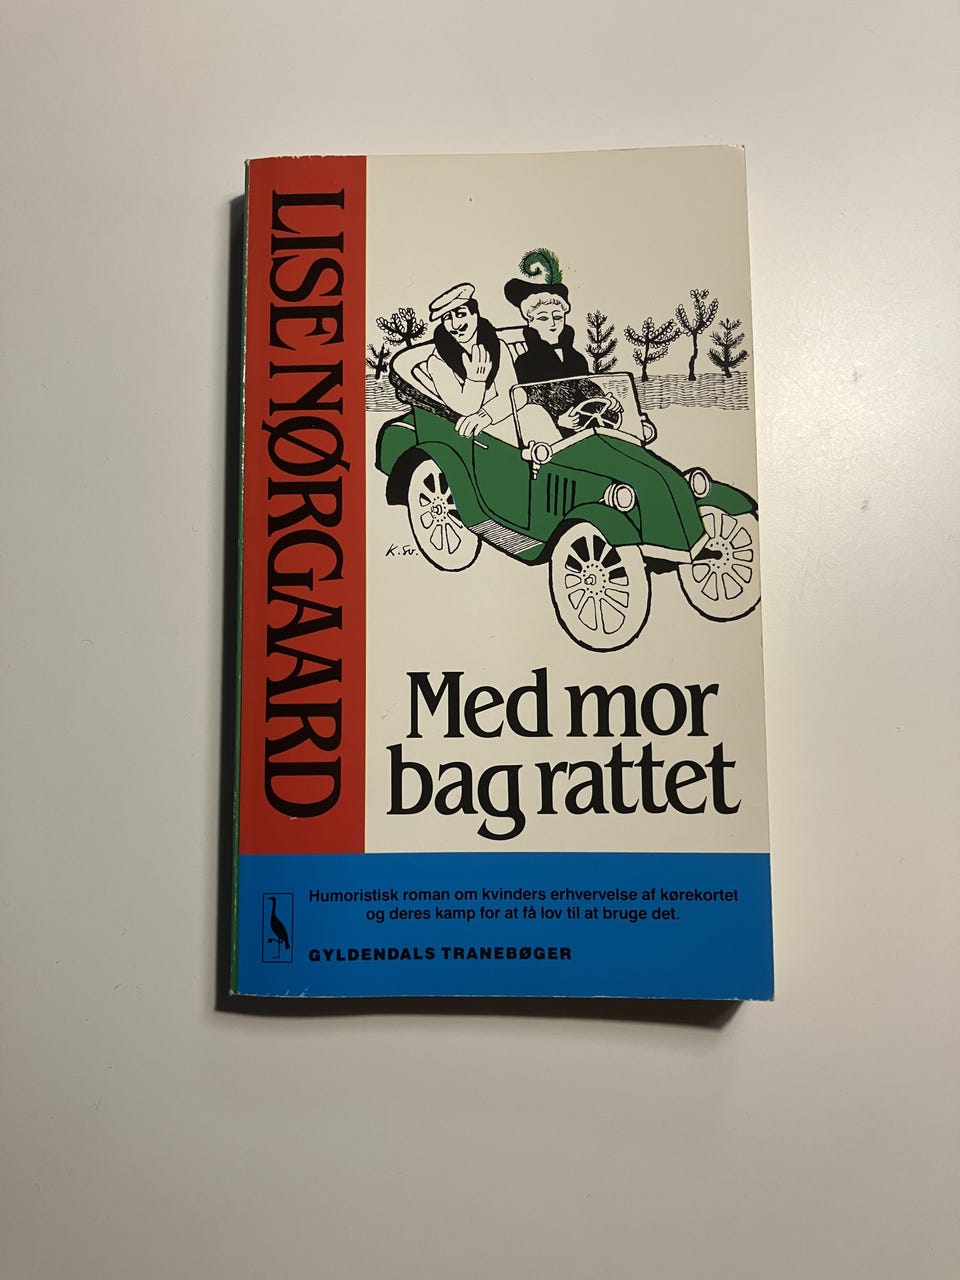 LISE NØRGAARD
K. Sv.
Med mor
bag rattet
Humoristisk roman om kvinders erhvervelse af kørekortet
og deres kamp for at få lov til at bruge det.
GYLDENDALS TRANEBØGER